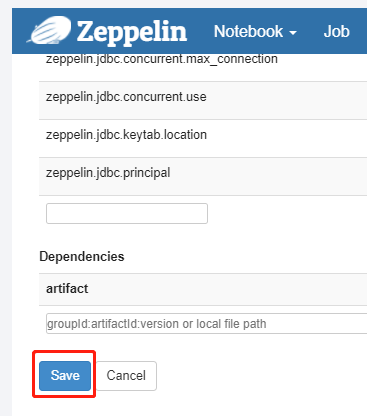 Zeppelin Notebook Job
zeppelin.jdbc.concurrent.max_connection
zeppelin.jdbc.concurrent.use
zeppelin.jdbc.keytab.location
zeppelin.jdbc.principal
Dependencies
artifact
groupId:artifactId:version or local file path
Save Cancel